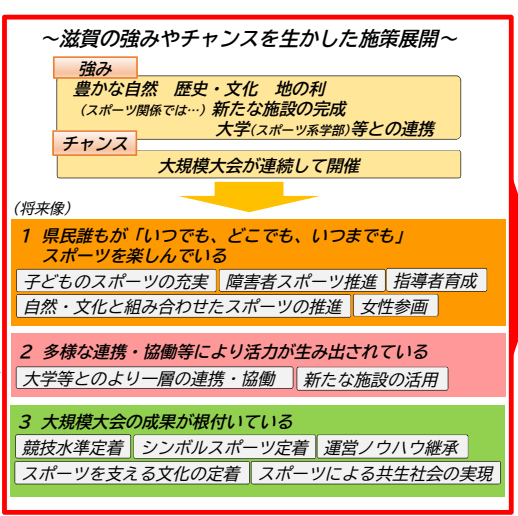 ～滋賀の強みやチャンスを生かした施策展開～
強み
豊かな自然　歴史・文化　地の利
（スポーツ関係では…）新たな施設の完成
大学（スポーツ系学部）等との連携
チャンス
大規模大会が連続して開催
（将来像）
1 県民誰もが「いつでも、どこでも、いつまでも」
スポーツを楽しんでいる
子どものスポーツの充実　障害者スポーツ推進　指導者育成
自然・文化と組み合わせたスポーツの推進　女性参画
2 多様な連携・協働等により活力が生み出されている
大学等とのより一層の連携・協働　新たな施設の活用
3 大規模大会の成果が根付いている
競技水準定着　シンボルスポーツ定着　運営ノウハウ継承
スポーツを支える文化の定着　スポーツによる共生社会の実現